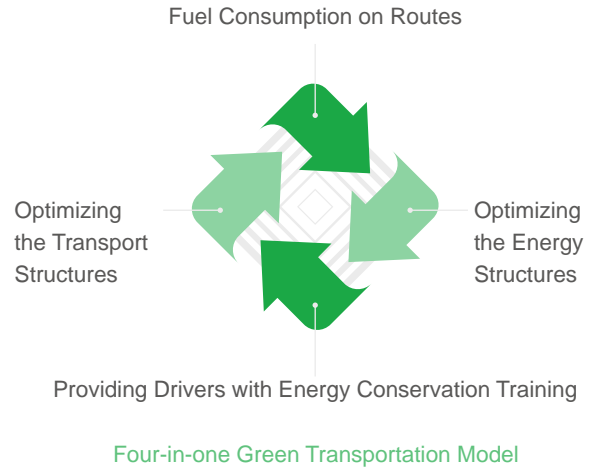 Fuel Consumption on Routes
Optimizing
the Transport
Structures
Optimizing
the Energy
Structures
Providing Drivers with Energy Conservation Training
Four-in-one Green Transportation Model